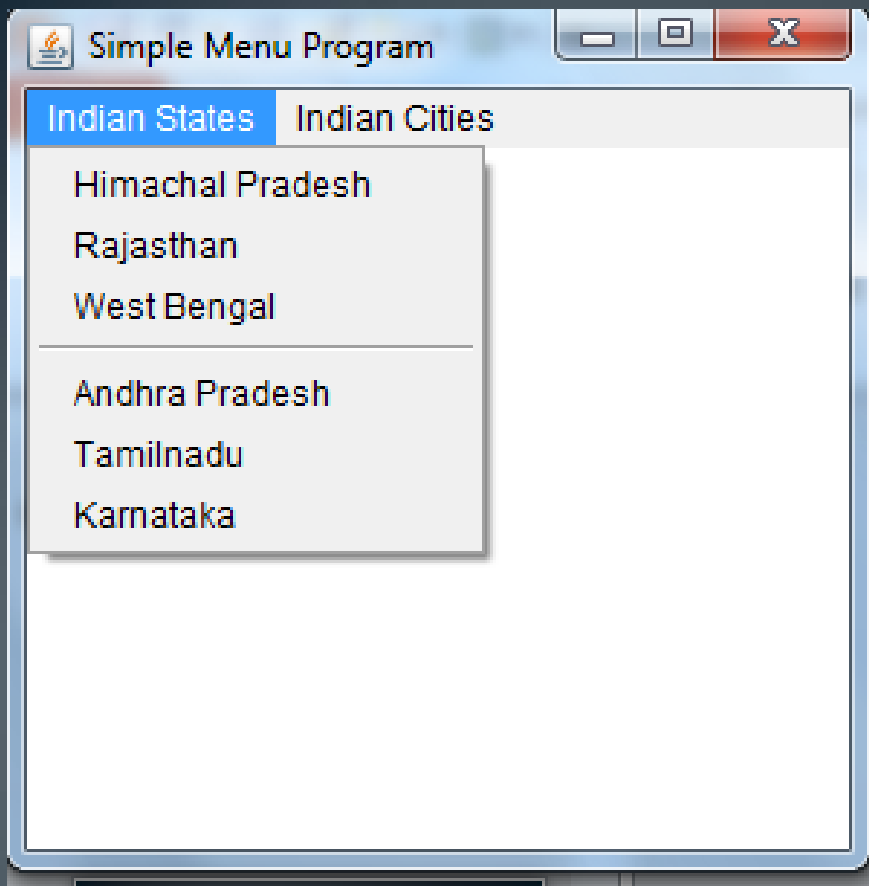 Simple Menu Program
Indian States Indian Cities
Himachal Pradesh
Rajasthan
West Bengal
Andhra Pradesh
Tamilnadu
Karnataka